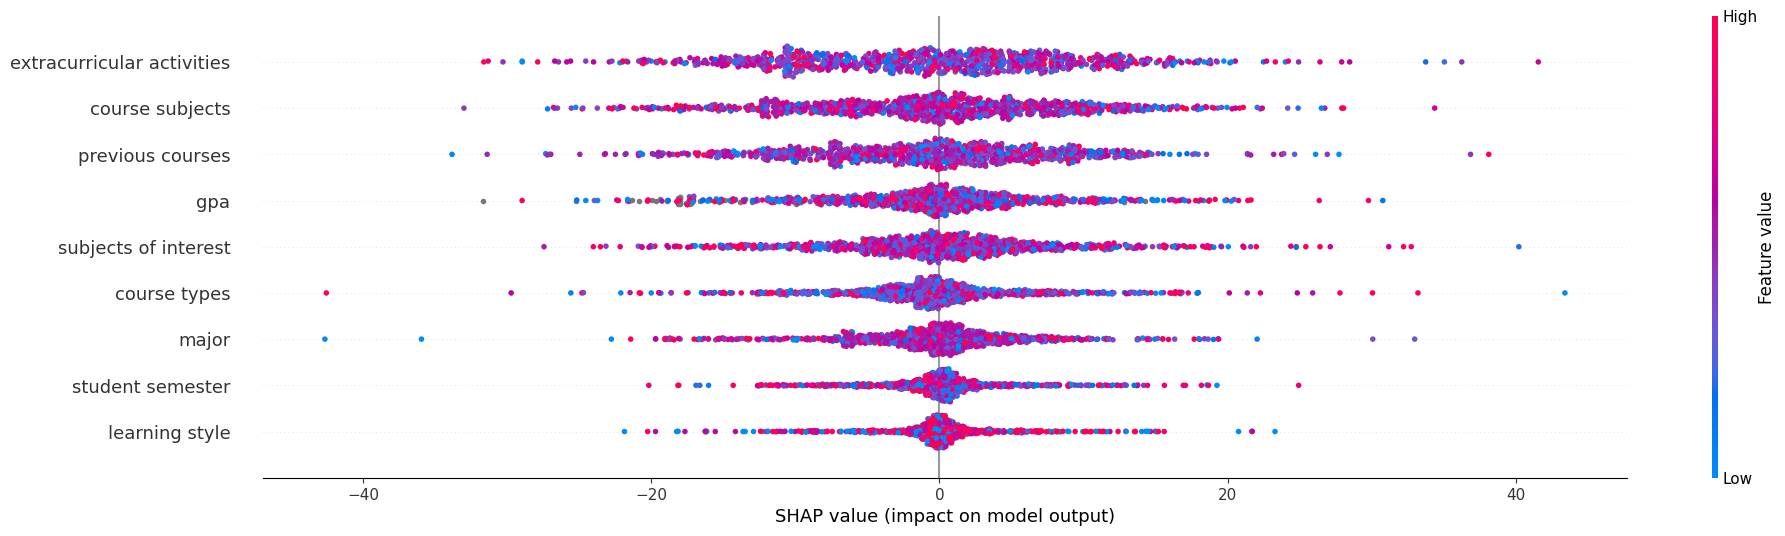 High
extracurricular activities
course subjects
previous courses
gpa
subjects of interest
course types
major
student semester
learning style
Feature value
Low
−40
−20
0
20
40
SHAP value (impact on model output)